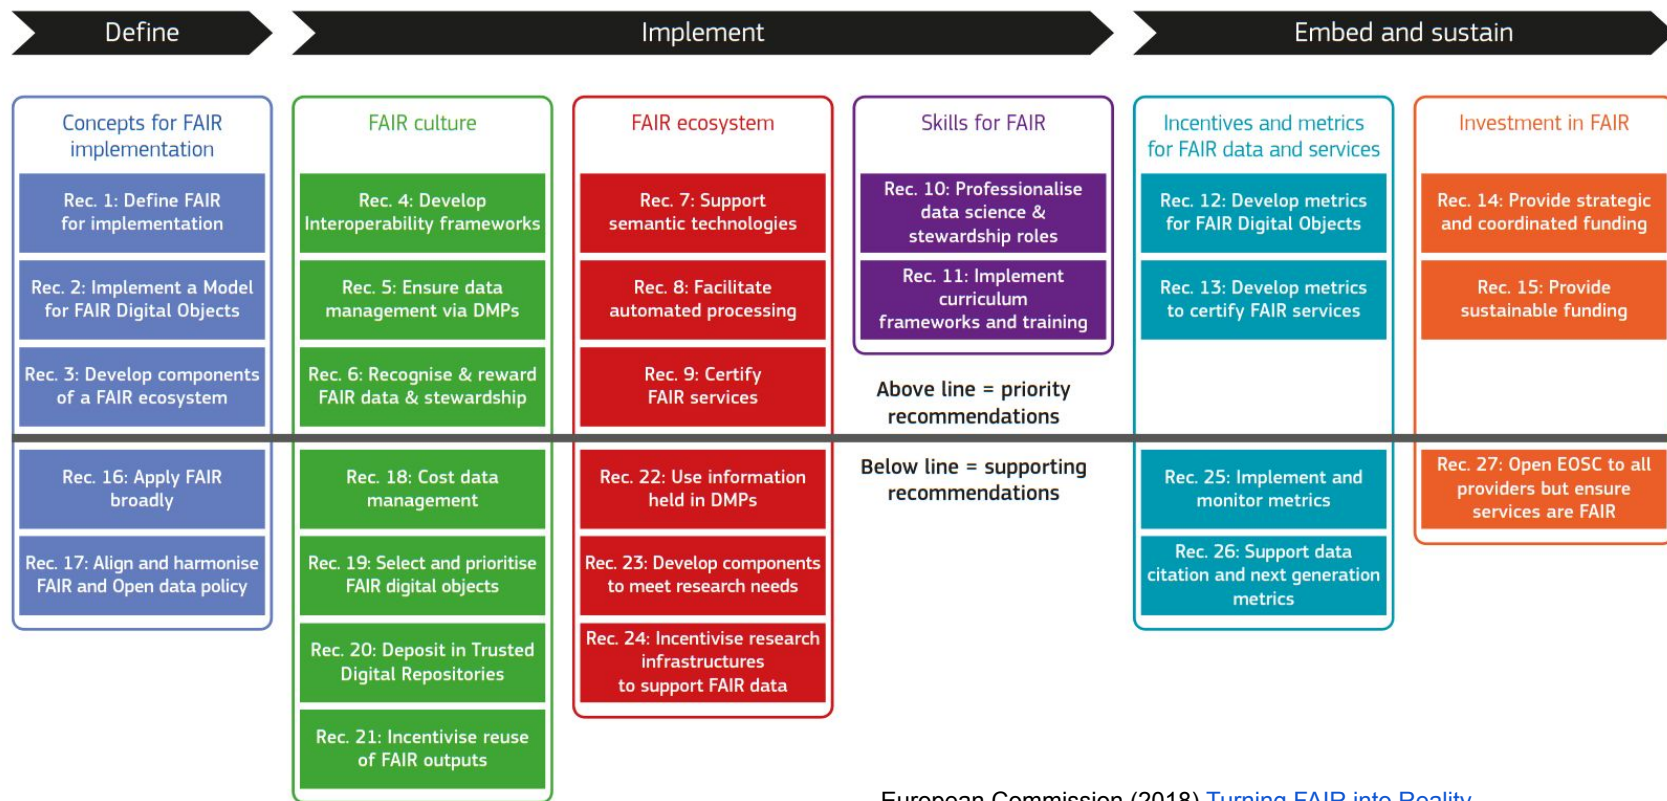 Define
Implement
Embed and sustain
Concepts for FAIR
implementation
Rec. 1: Define FAIR
for implementation
Rec. 2: Implement a Model
for FAIR Digital Objects
Rec. 3: Develop components
of a FAIR ecosystem
Rec. 16: Apply FAIR
broadly
Rec. 17: Align and harmonise
FAIR and Open data policy
FAIR culture
Rec. 4: Develop
Interoperability frameworks
Rec. 5: Ensure data
management via DMPs
Rec. 6: Recognise & reward
FAIR data & stewardship
Rec. 18: Cost data
management
Rec. 19: Select and prioritise
FAIR digital objects
Rec. 20: Deposit in Trusted
Digital Repositories
Rec. 21: Incentivise reuse
of FAIR outputs
FAIR ecosystem
Rec. 7: Support
semantic technologies
Rec. 8: Facilitate
automated processing
Rec. 9: Certify
FAIR services
Rec. 22: Use information
held in DMPs
Rec. 23: Develop components
to meet research needs
Rec. 24: Incentivise research
infrastructures
to support FAIR data
Skills for FAIR
Rec. 10: Professionalise
data science &
stewardship roles
Rec. 11: Implement
curriculum
frameworks and training
Above line = priority
recommendations
Below line = supporting
recommendations
Incentives and metrics
for FAIR data and services
Rec. 12: Develop metrics
for FAIR Digital Objects
Rec. 13: Develop metrics
to certify FAIR services
Rec. 25: Implement and
monitor metrics
Rec. 26: Support data
citation and next generation
metrics
Investment in FAIR
Rec. 14: Provide strategic
and coordinated funding
Rec. 15: Provide
sustainable funding
Rec. 27: Open EOSC to all
providers but ensure
services are FAIR
European Commission (2018) Turning FAIR into Reality